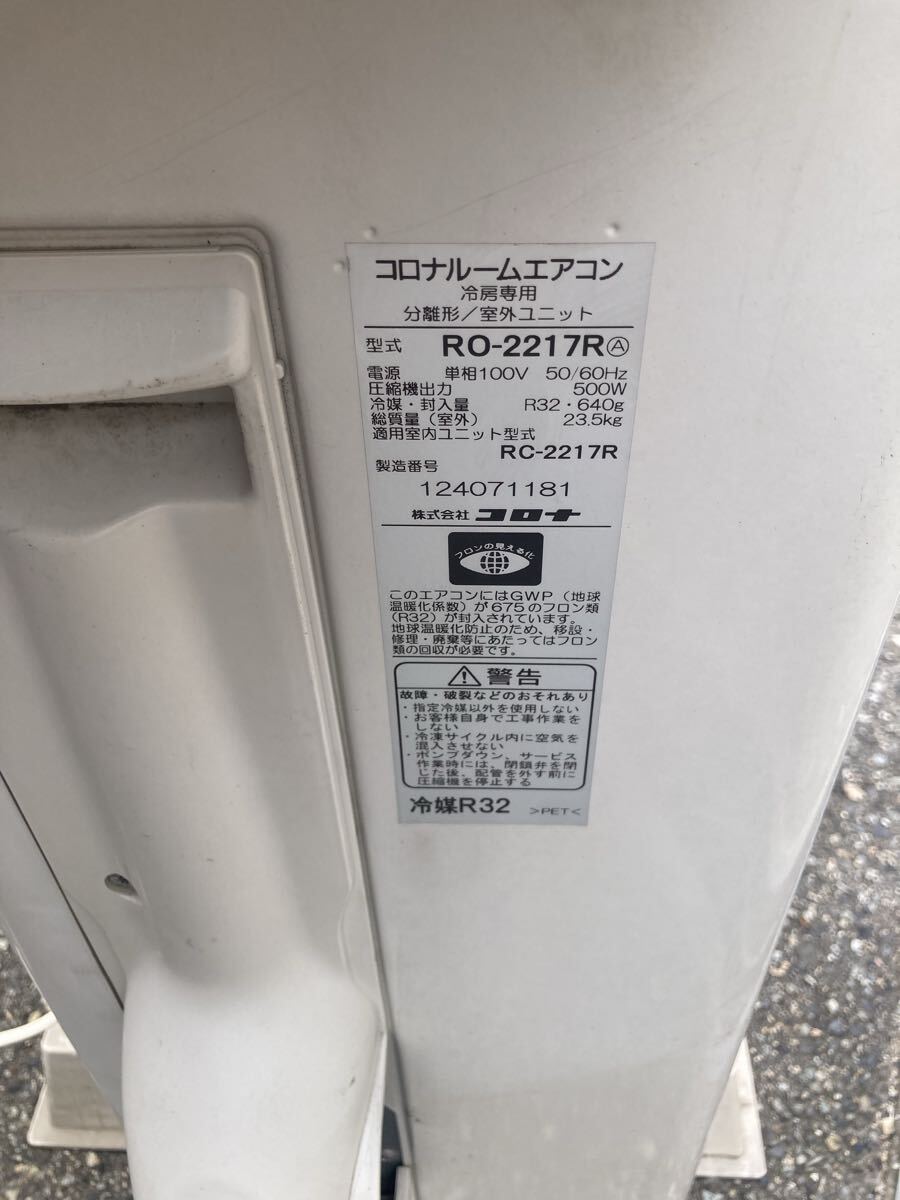 コロナルームエアコン
冷房専用
分離形／室外ユニット
型式 RO-2217RⒶ
電源 単相100V 50/60Hz
圧縮機出力 500W
冷媒・封入量 R32・640g
総質量（室外） 23.5kg
適用室内ユニット型式
RC-2217R
製造番号
124071181
株式会社 コロナ
フロンの見える化
このエアコンにはGWP（地球
温暖化係数）が675のフロン類
（R32）が封入されています。
地球温暖化防止のため、移設・
修理・廃棄等にあたってはフロン
類の回収が必要です。
警告
故障・破裂などのおそれあり
・指定冷媒以外を使用しない
・お客様自身で工事作業を
しない
・冷凍サイクル内に空気を
混入させない
・ポンプダウン、サービス
作業時には、閉鎖弁を閉
じた後、配管を外す前に
圧縮機を停止する
冷媒R32 >PET<